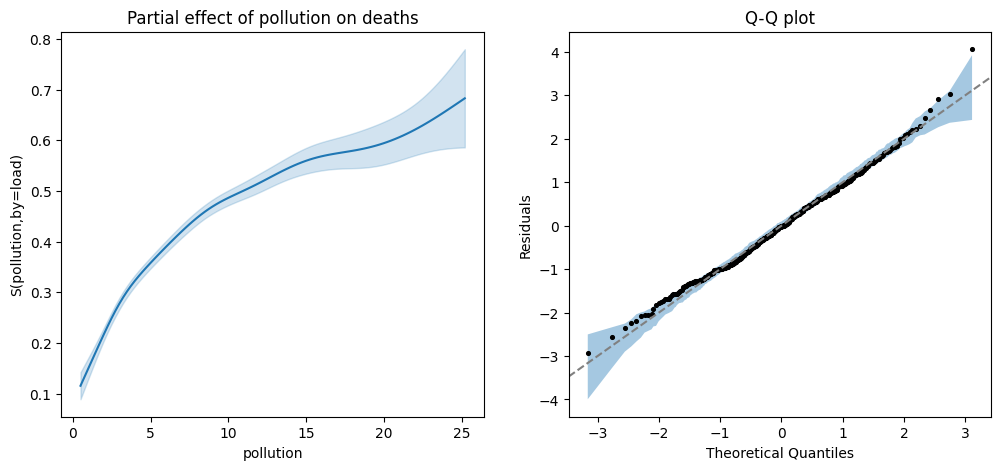 Partial effect of pollution on deaths
S(pollution,by=load)
0.8
0.7
0.6
0.5
0.4
0.3
0.2
0.1
0 5 10 15 20 25
pollution
Q-Q plot
Residuals
4
3
2
1
0
−1
−2
−3
−4
−3 −2 −1 0 1 2 3
Theoretical Quantiles